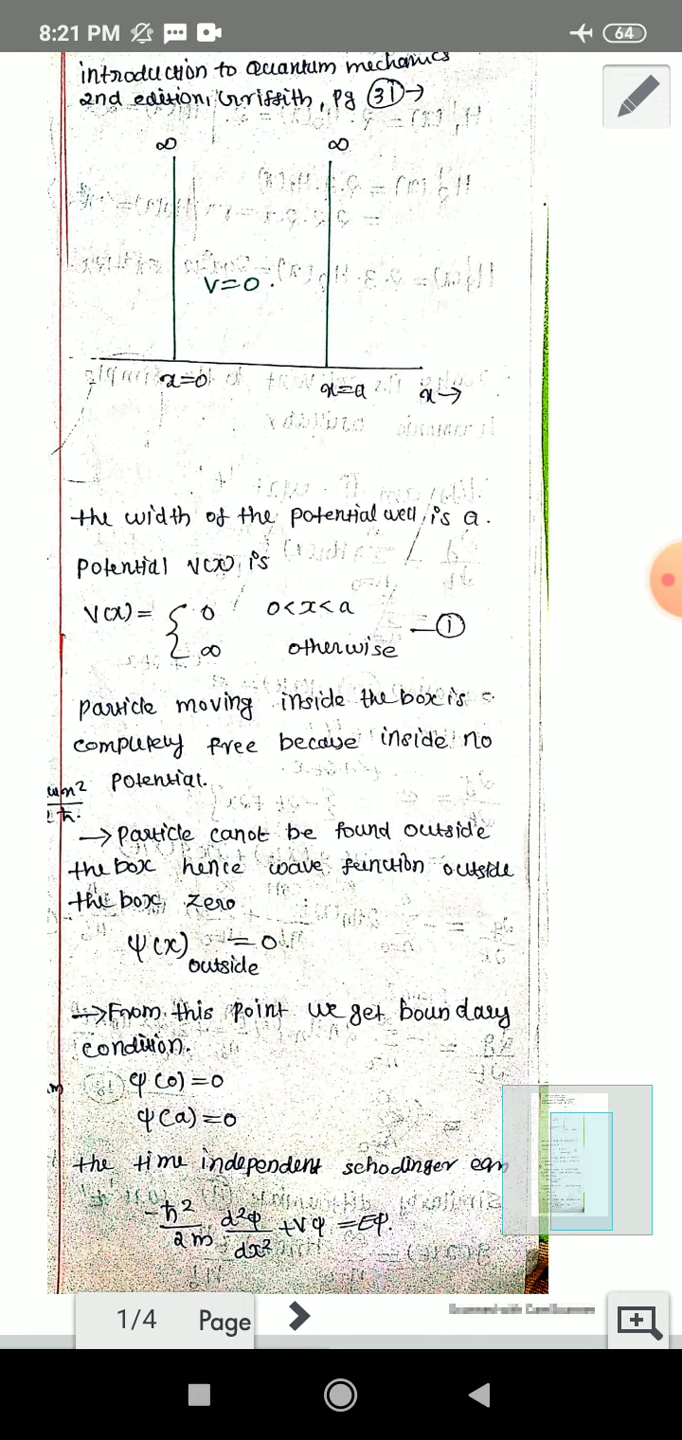 8:21 PM
64
introduction to Quantum mechanics
2nd edition, Griffith, pg 31 →
∞ ∞
V=0.
x=0
x=a x→
the width of the potential well is a.
Potential V(x) is
V(x)= { 0 0<x<a
∞ otherwise —①
Particle moving inside the box is
completely free because inside no
potential.
→ Particle canot be found outside
the box hence wave function outside
the box zero
ψ(x) outside =0
→ From this point we get boundary
condition.
ψ(0)=0
ψ(a)=0
the time independent schodinger eqn
-ħ²/2m d²ψ/dx² +Vψ =Eψ.
1/4 Page
Scanned with CamScanner